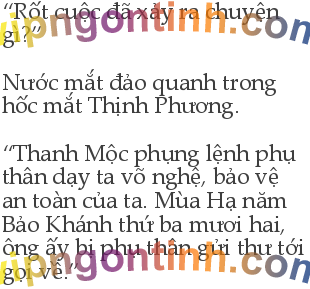 “Rốt cuộc đã xảy ra chuyện
gì?”
Nước mắt đảo quanh trong
hốc mắt Thịnh Phương.
“Thanh Mộc phụng lệnh phụ
thân dạy ta võ nghệ, bảo vệ
an toàn của ta. Mùa Hạ năm
Bảo Khánh thứ ba mươi hai,
ông ấy bị phụ thân gửi thư tới
gọi về.”